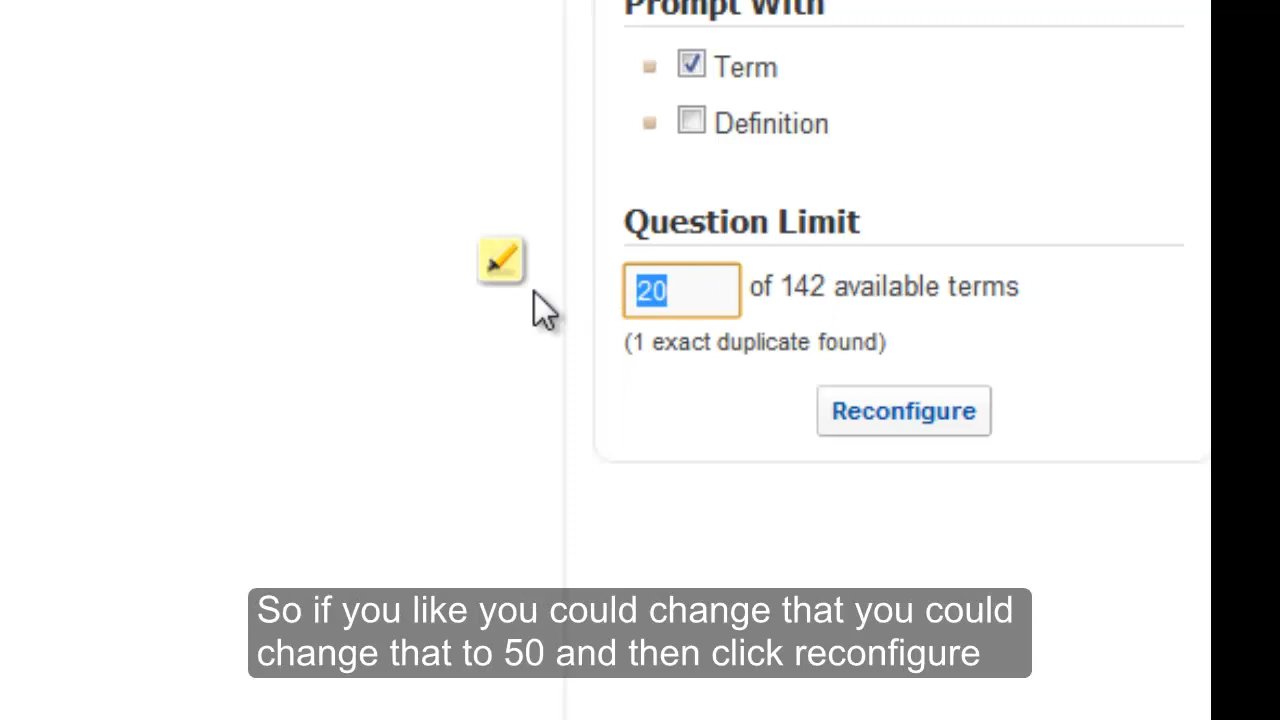 Prompt With
Term
Definition
Question Limit
20 of 142 available terms
(1 exact duplicate found)
Reconfigure
So if you like you could change that you could
change that to 50 and then click reconfigure